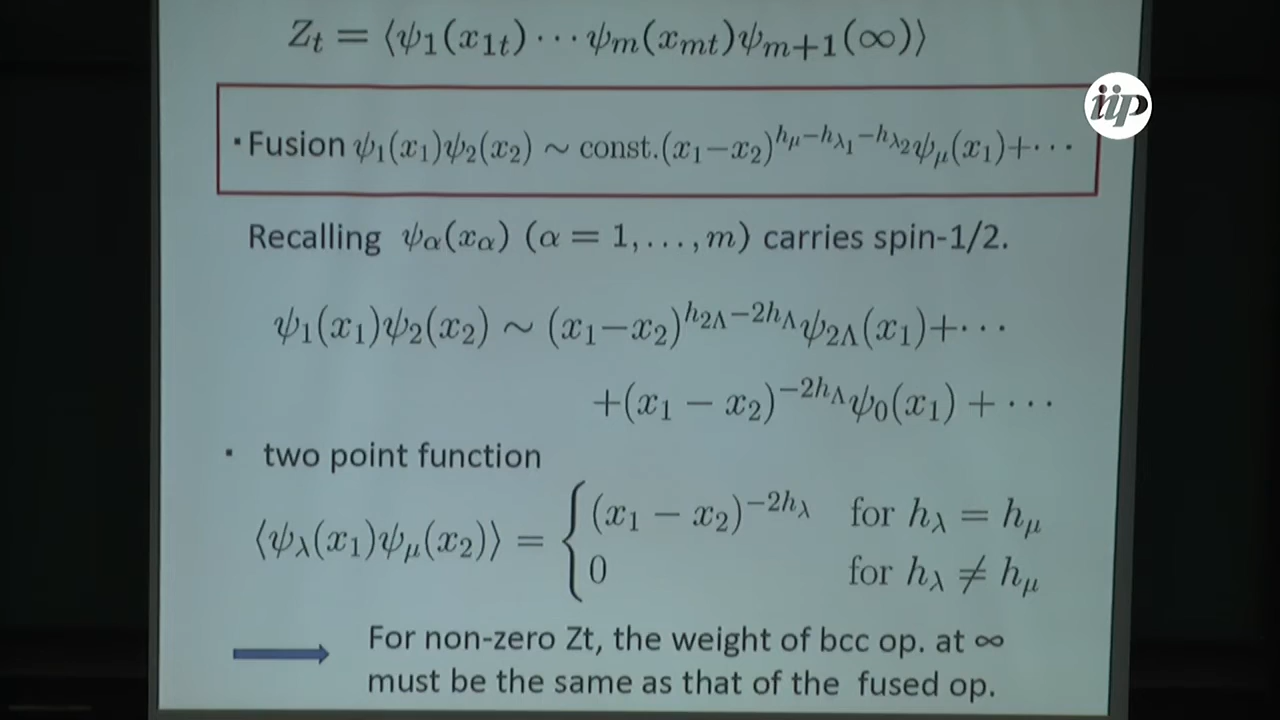 Z_t = ⟨ψ_1(x_{1t}) ⋯ ψ_m(x_{mt})ψ_{m+1}(∞)⟩
iip
・Fusion ψ_1(x_1)ψ_2(x_2) ∼ const.(x_1−x_2)^{h_μ−h_{λ_1}−h_{λ_2}}ψ_μ(x_1)+⋯
Recalling ψ_α(x_α) (α = 1, …, m) carries spin-1/2.
ψ_1(x_1)ψ_2(x_2) ∼ (x_1−x_2)^{h_{2Λ}−2h_Λ}ψ_{2Λ}(x_1)+⋯
+(x_1 − x_2)^{−2h_Λ}ψ_0(x_1) + ⋯
・ two point function
⟨ψ_λ(x_1)ψ_μ(x_2)⟩ = { (x_1 − x_2)^{−2h_λ} for h_λ = h_μ
0 for h_λ ≠ h_μ
For non-zero Zt, the weight of bcc op. at ∞
must be the same as that of the fused op.